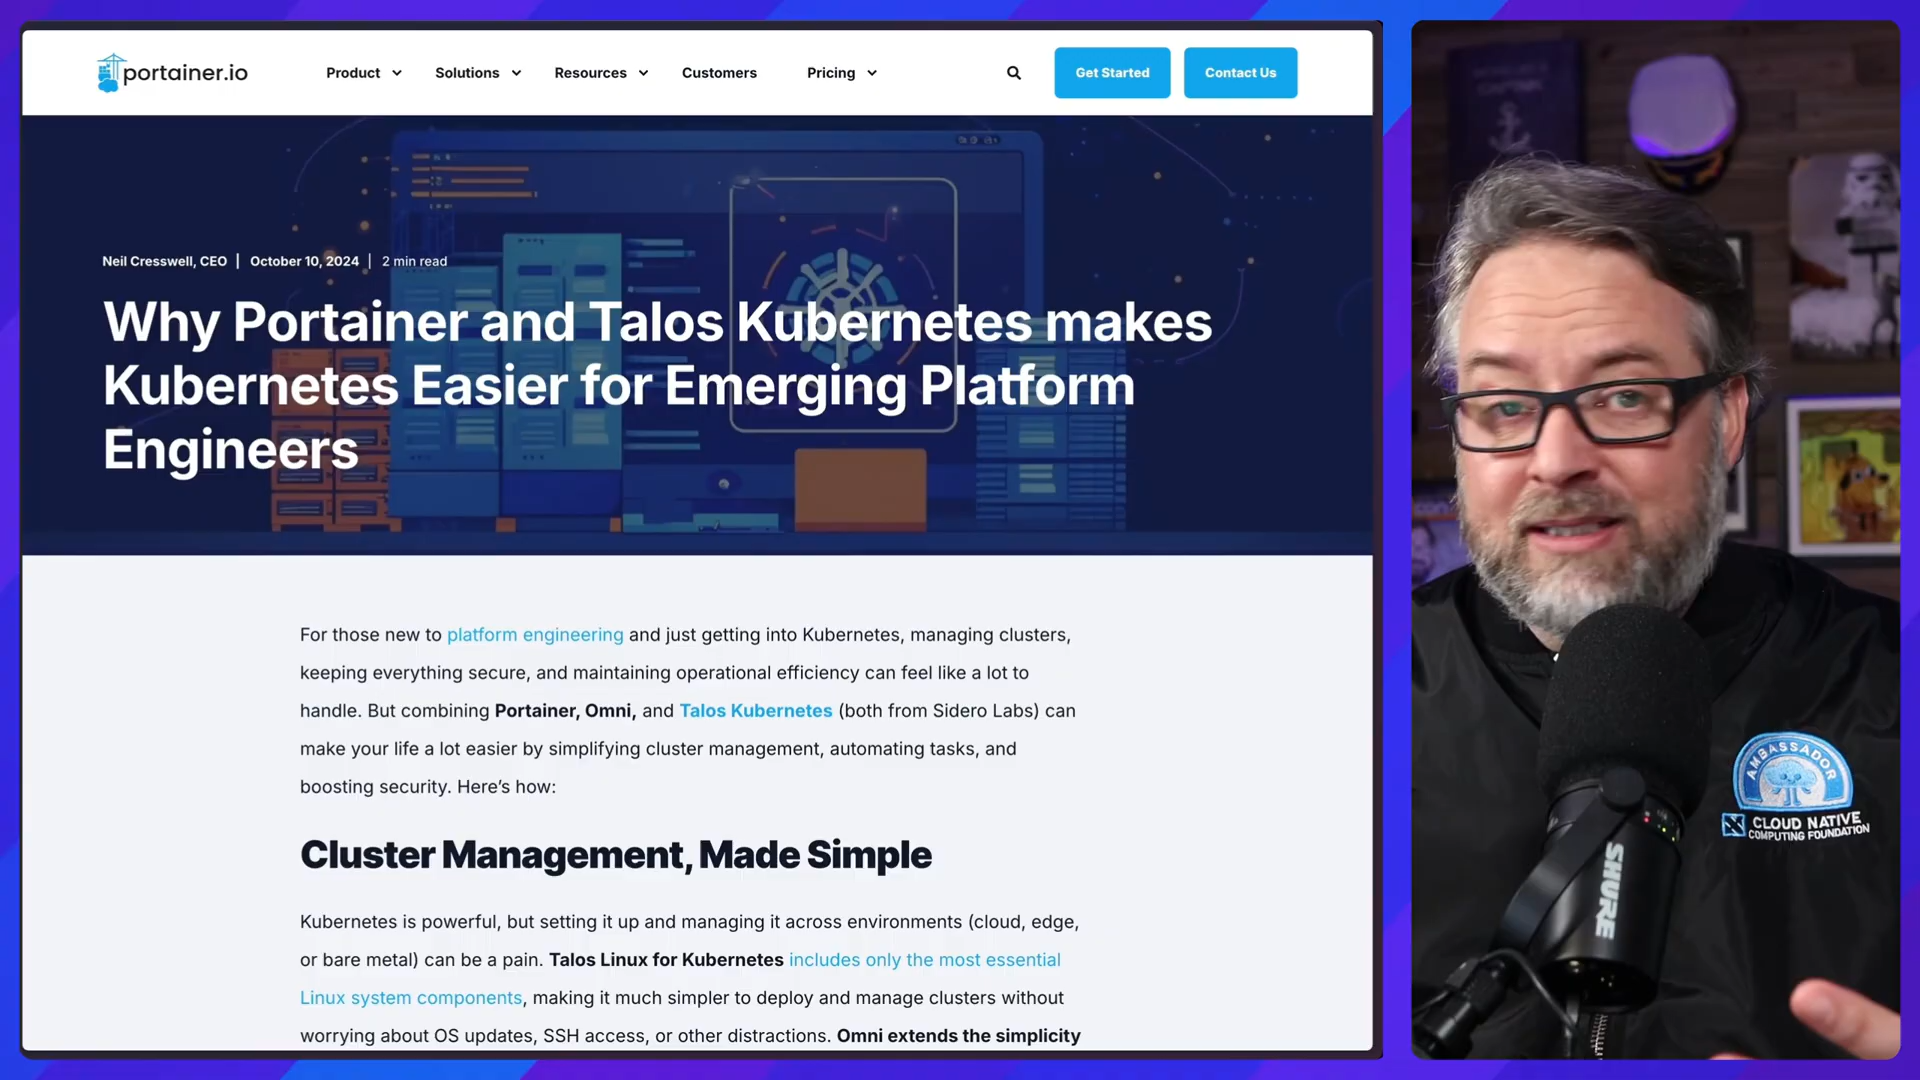 portainer.io
Product
Solutions
Resources
Customers
Pricing
Get Started
Contact Us
Neil Cresswell, CEO | October 10, 2024 | 2 min read
Why Portainer and Talos Kubernetes makes
Kubernetes Easier for Emerging Platform
Engineers
For those new to platform engineering and just getting into Kubernetes, managing clusters,
keeping everything secure, and maintaining operational efficiency can feel like a lot to
handle. But combining Portainer, Omni, and Talos Kubernetes (both from Sidero Labs) can
make your life a lot easier by simplifying cluster management, automating tasks, and
boosting security. Here’s how:
Cluster Management, Made Simple
Kubernetes is powerful, but setting it up and managing it across environments (cloud, edge,
or bare metal) can be a pain. Talos Linux for Kubernetes includes only the most essential
Linux system components, making it much simpler to deploy and manage clusters without
worrying about OS updates, SSH access, or other distractions. Omni extends the simplicity
AMBASSADOR
CLOUD NATIVE
COMPUTING FOUNDATION
SHURE